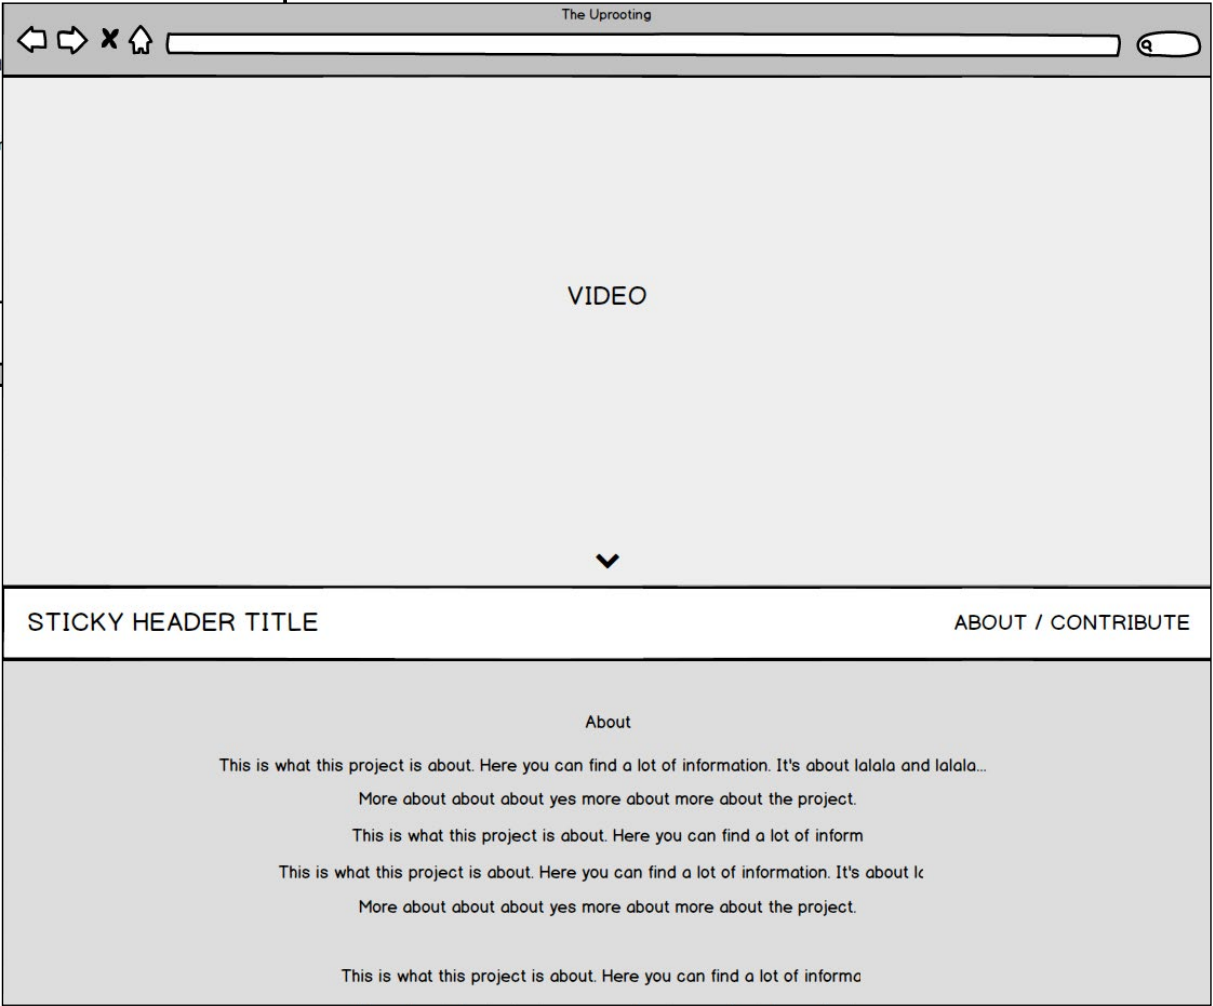 The Uprooting
VIDEO
STICKY HEADER TITLE
ABOUT / CONTRIBUTE
About
This is what this project is about. Here you can find a lot of information. It's about lalala and lalala...
More about about about yes more about more about the project.
This is what this project is about. Here you can find a lot of inform
This is what this project is about. Here you can find a lot of information. It's about
More about about about yes more about more about the project.
This is what this project is about. Here you can find a lot of informa